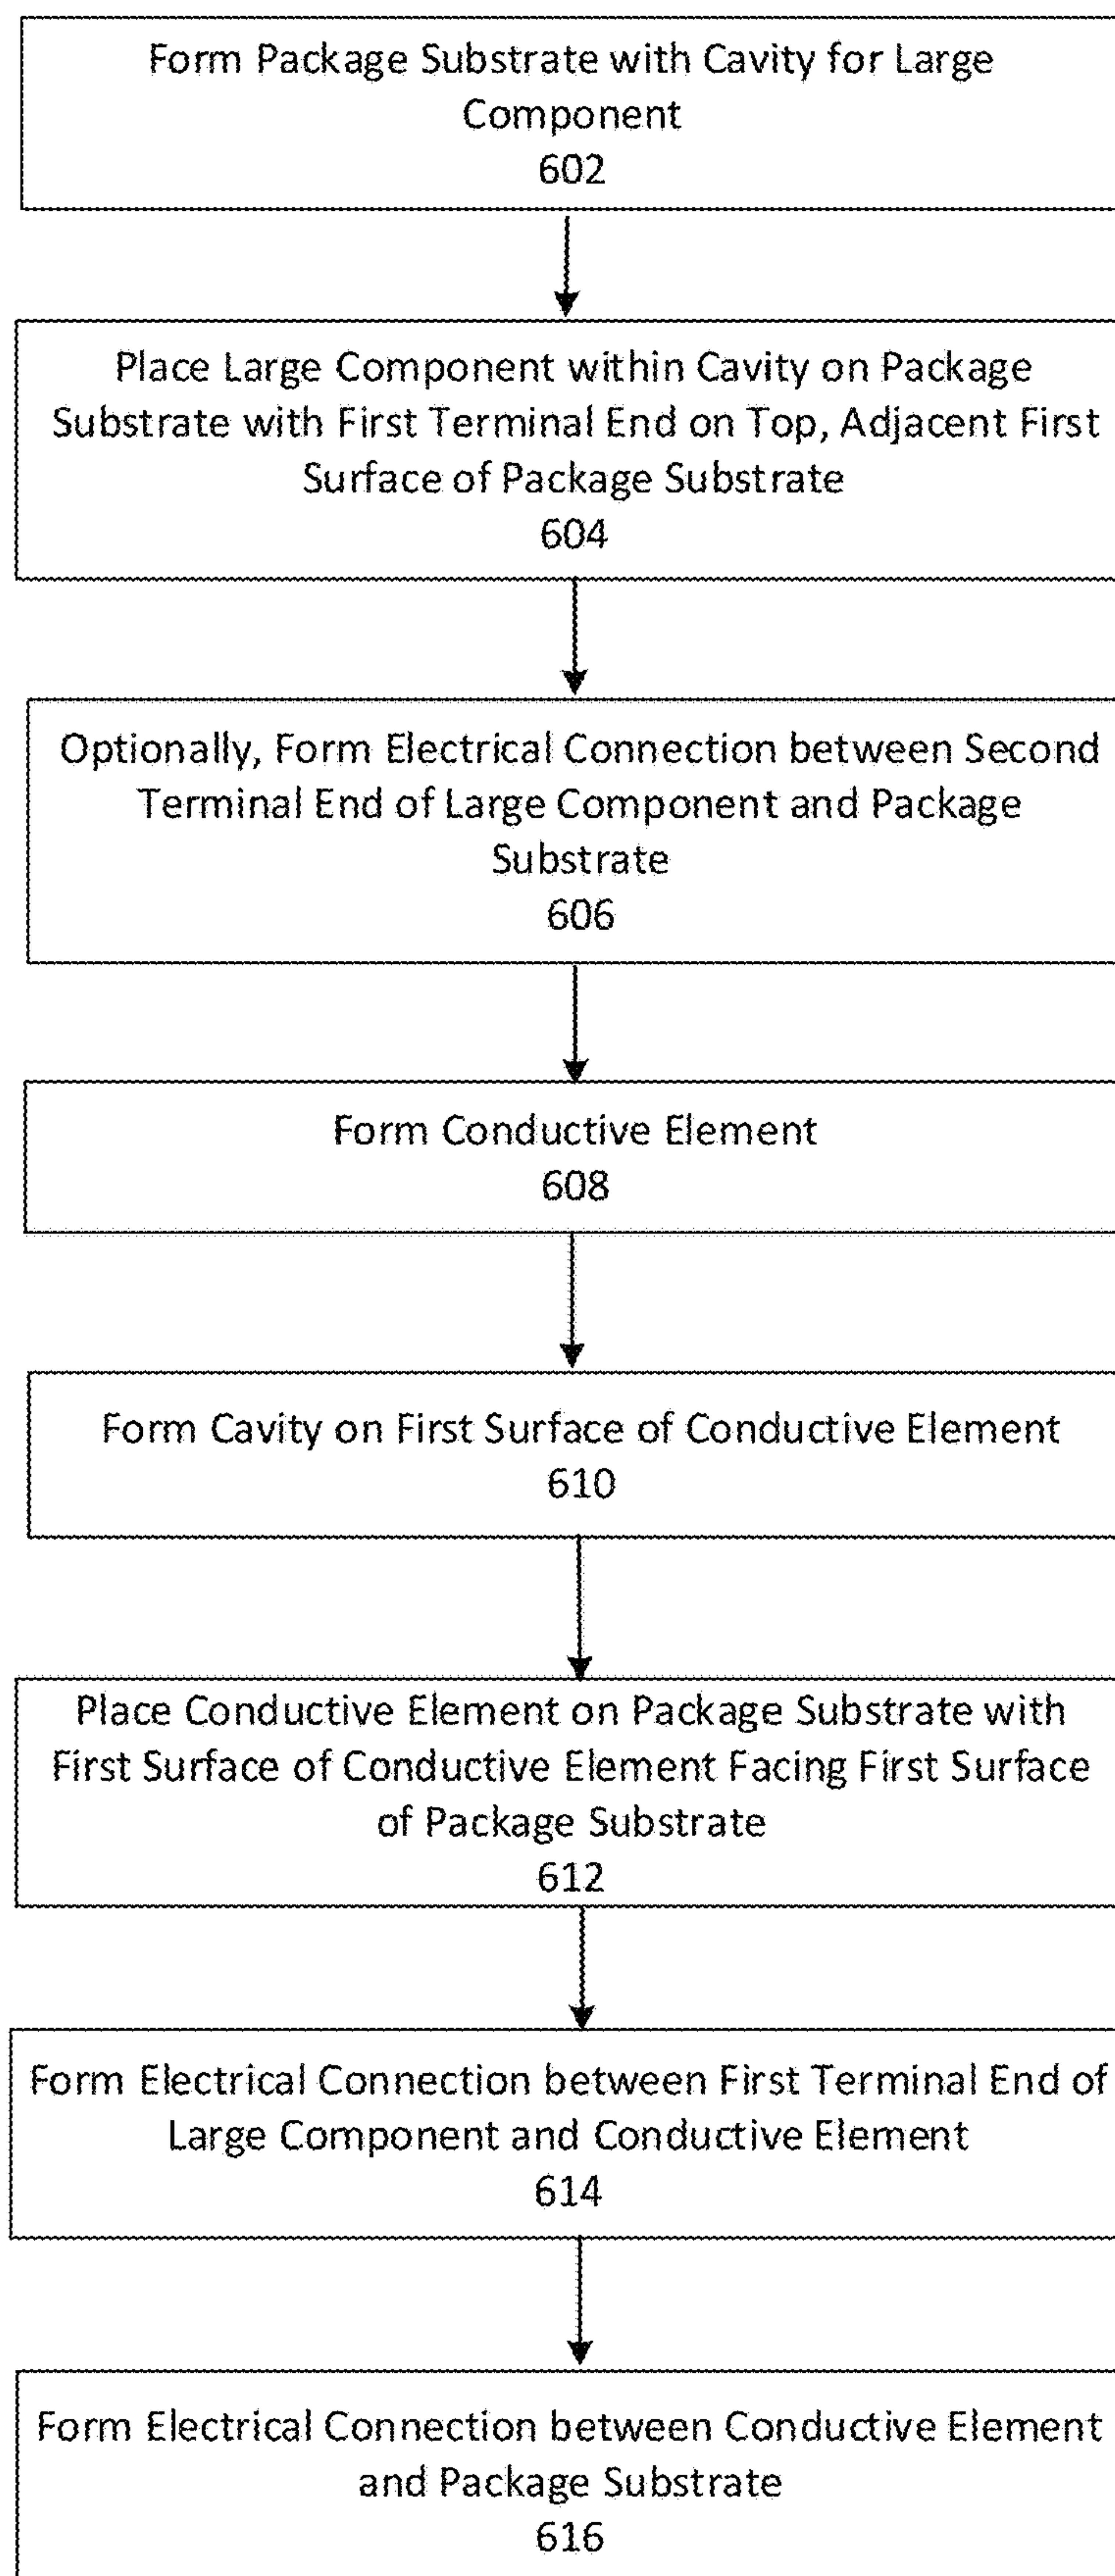 Form Package Substrate with Cavity for Large
Component
602
Place Large Component within Cavity on Package
Substrate with First Terminal End on Top, Adjacent First
Surface of Package Substrate
604
Optionally, Form Electrical Connection between Second
Terminal End of Large Component and Package
Substrate
606
Form Conductive Element
608
Form Cavity on First Surface of Conductive Element
610
Place Conductive Element on Package Substrate with
First Surface of Conductive Element Facing First Surface
of Package Substrate
612
Form Electrical Connection between First Terminal End of
Large Component and Conductive Element
614
Form Electrical Connection between Conductive Element
and Package Substrate
616